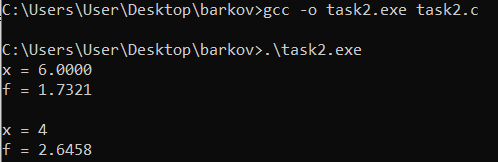 C:\Users\User\Desktop\barkov>gcc -o task2.exe task2.c
C:\Users\User\Desktop\barkov>.\task2.exe
x = 6.0000
f = 1.7321
x = 4
f = 2.6458